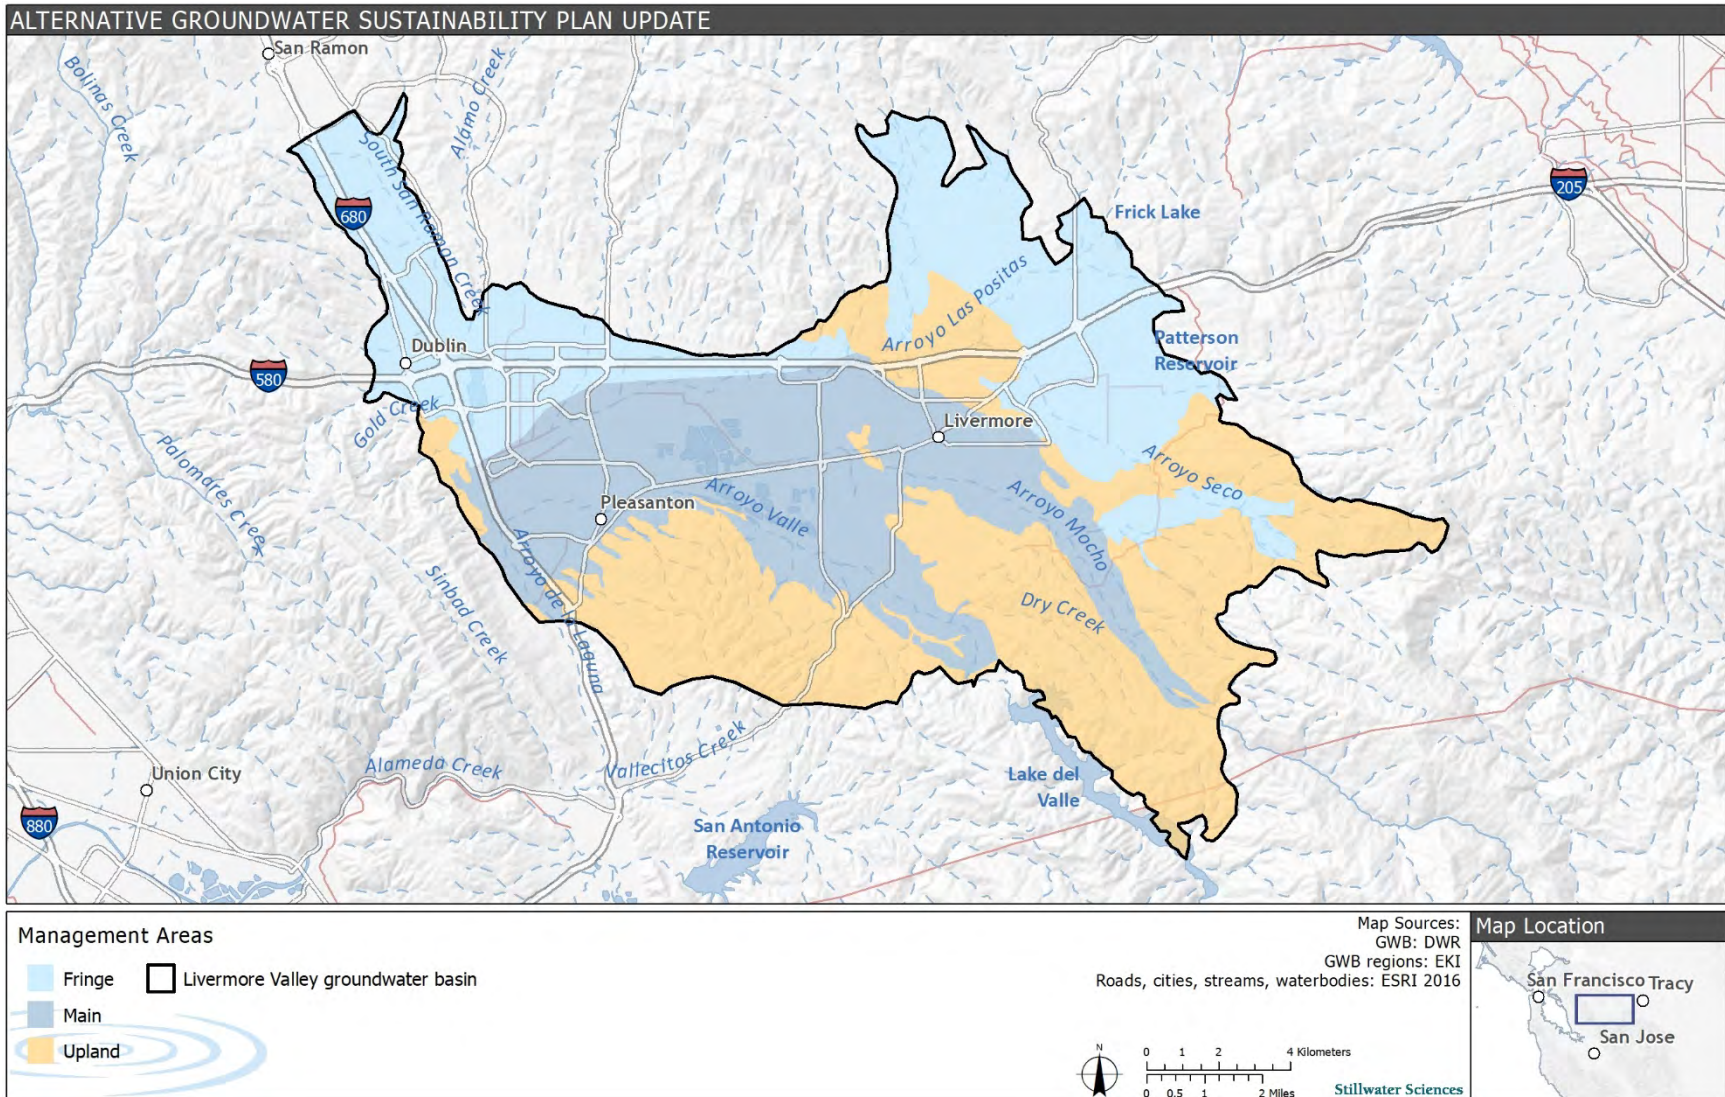 ALTERNATIVE GROUNDWATER SUSTAINABILITY PLAN UPDATE
San Ramon
Bolinas Creek
Alamo Creek
South San Ramon Creek
680
205
Frick Lake
Arroyo Las Positas
Dublin
580
Patterson
Reservoir
Gold Creek
Livermore
Palomares Creek
Arroyo Seco
Pleasanton
Arroyo Valle
Arroyo Mocho
Arroyo de la Laguna
Sinbad Creek
Dry Creek
Union City
Alameda Creek
Vallecitos Creek
Lake del
Valle
880
San Antonio
Reservoir
Management Areas
Fringe
Livermore Valley groundwater basin
Main
Upland
Map Sources:
GWB: DWR
GWB regions: EKI
Roads, cities, streams, waterbodies: ESRI 2016
N
0 1 2 4 Kilometers
0 0.5 1 2 Miles
Stillwater Sciences
Map Location
San Francisco
Tracy
San Jose